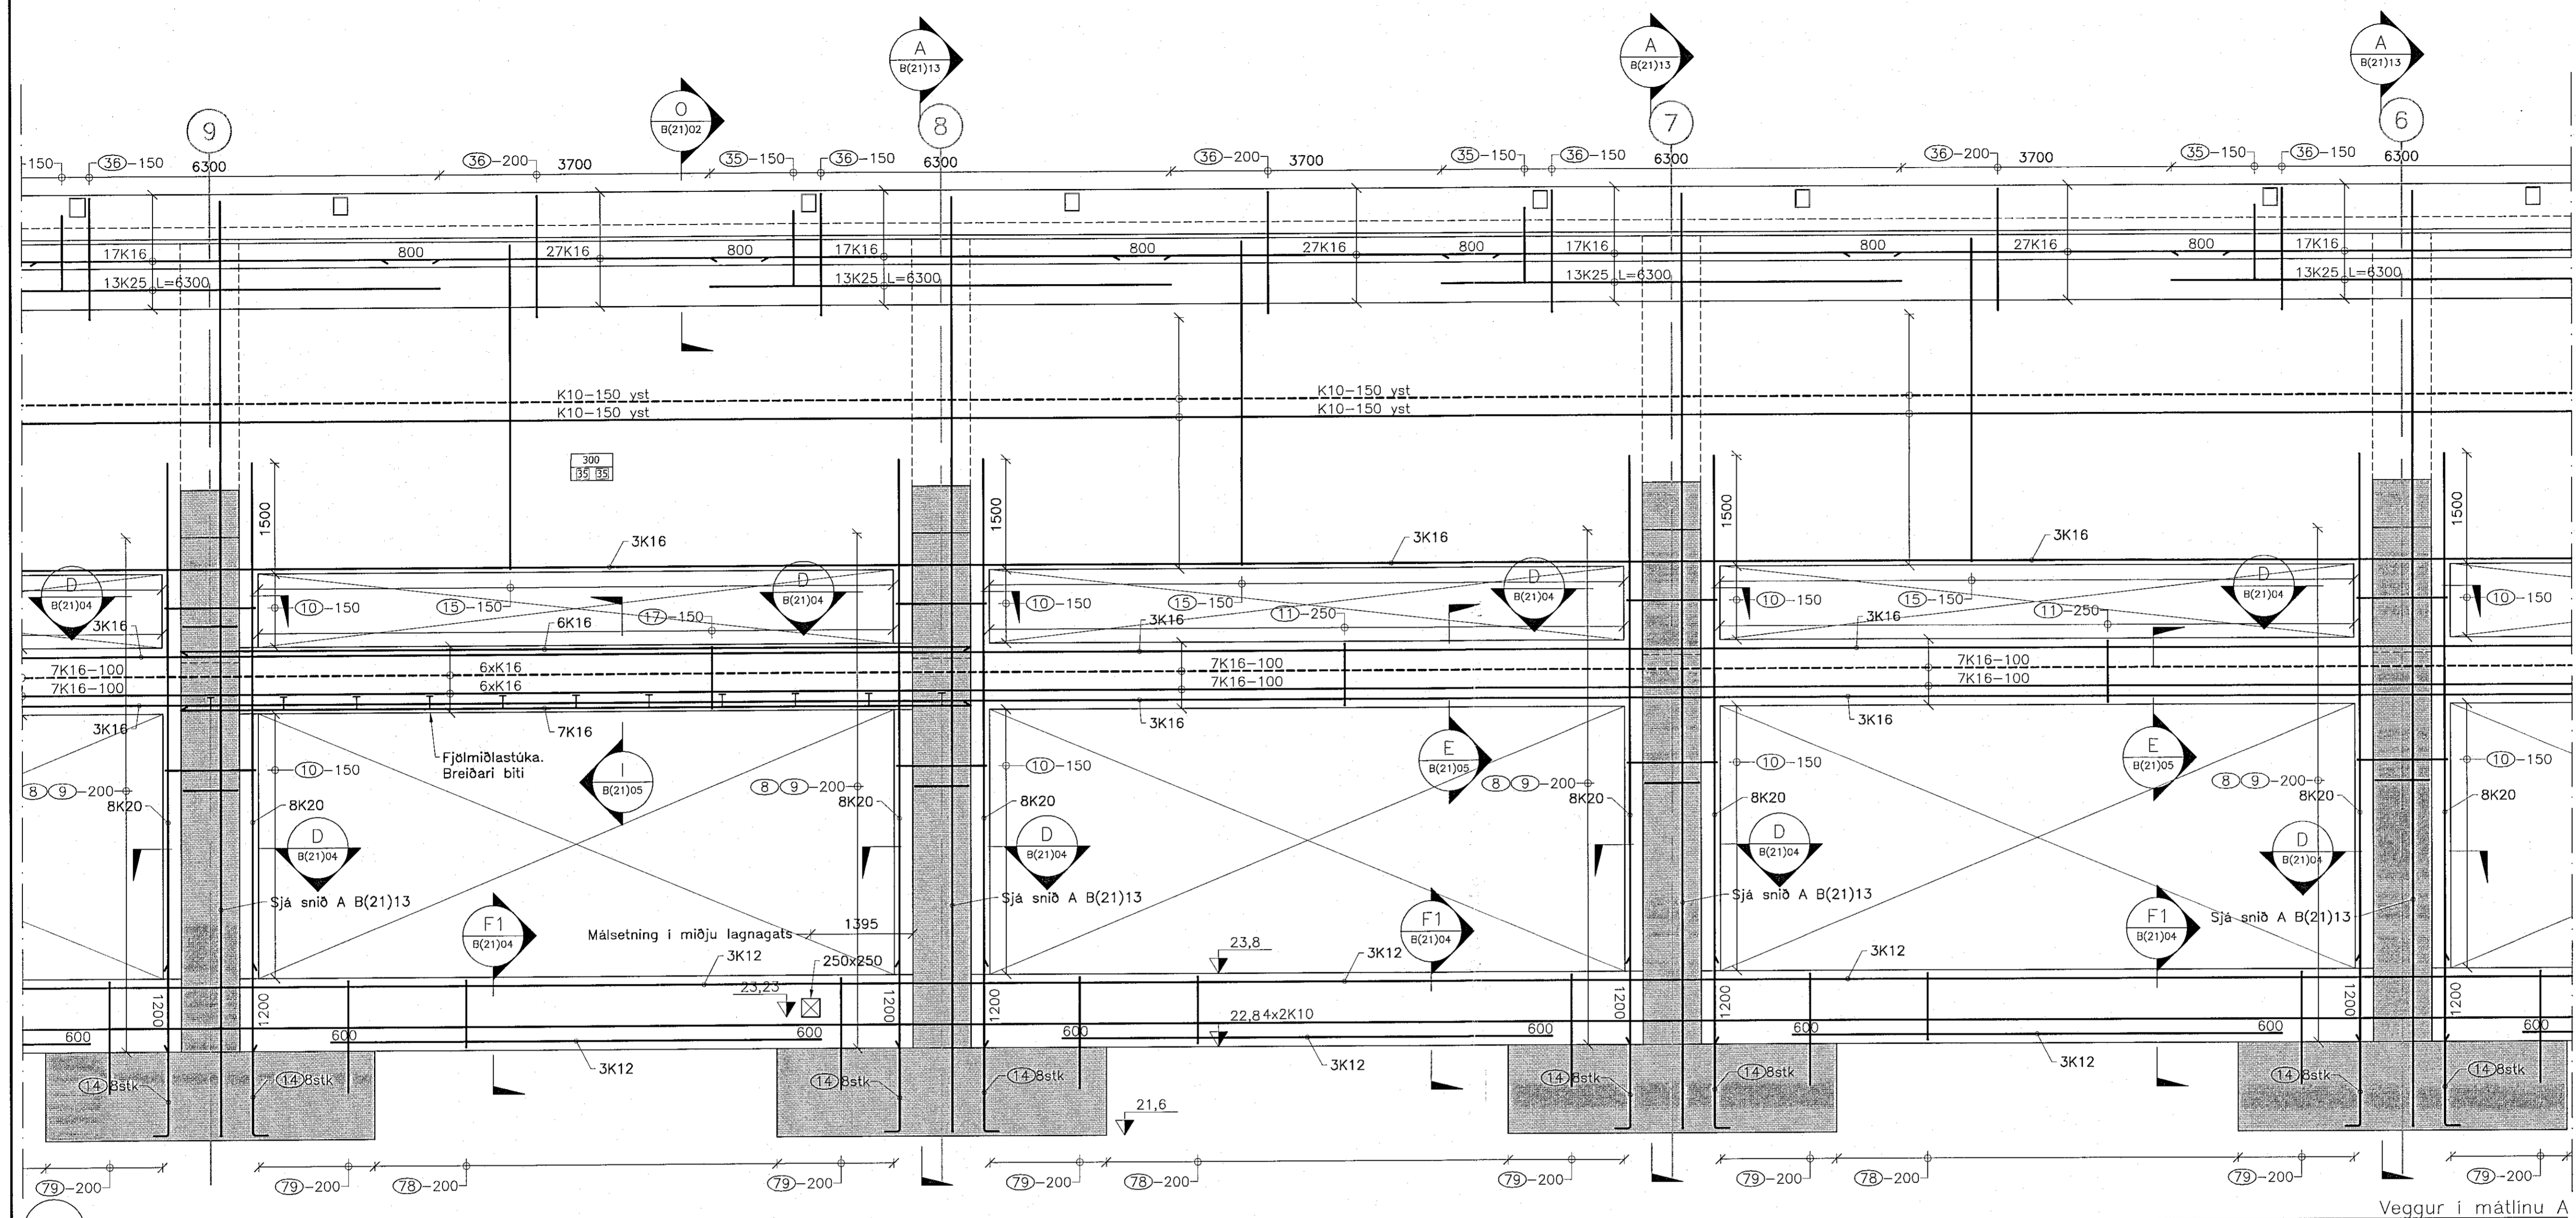 A
B(21)13
A
B(21)13
A
B(21)13
O
B(21)02
9
8
7
6
-150
36-150
6300
36-200
3700
35-150
36-150
6300
36-200
3700
35-150
36-150
6300
36-200
3700
35-150
36-150
6300
17K16
800
27K16
800
17K16
800
27K16
800
17K16
800
27K16
800
17K16
13K25 L=6300
13K25 L=6300
13K25 L=6300
13K25 L=6300
K10-150 yst
K10-150 yst
K10-150 yst
K10-150 yst
300
35 35
1500
1500
1500
1500
3K16
3K16
3K16
D
B(21)04
D
B(21)04
D
B(21)04
D
B(21)04
10-150
15-150
17-150
10-150
15-150
11-250
10-150
15-150
11-250
10-150
3K16
6K16
3K16
3K16
7K16-100
7K16-100
6xK16
6xK16
7K16-100
7K16-100
7K16-100
7K16-100
3K16
7K16
3K16
3K16
Fjölmiðlastúka.
Breiðari biti
I
B(21)05
E
B(21)05
E
B(21)05
10-150
10-150
10-150
10-150
8 9-200
8K20
8K20
8 9-200
8K20
8K20
8 9-200
8K20
8K20
8 9-200
8K20
8K20
D
B(21)04
D
B(21)04
D
B(21)04
D
B(21)04
Sjá snið A B(21)13
Sjá snið A B(21)13
Sjá snið A B(21)13
Sjá snið A B(21)13
F1
B(21)04
F1
B(21)04
F1
B(21)04
Málsetning í miðju lagnagats
1395
3K12
250x250
23,8
3K12
3K12
23,23
1200
1200
1200
1200
1200
1200
1200
1200
22,8
4x2K10
600
600
600
600
600
600
600
600
3K12
3K12
3K12
14 8stk
14 8stk
14 8stk
14 8stk
14 8stk
14 8stk
14 8stk
14 8stk
21,6
79-200
79-200
78-200
79-200
79-200
78-200
79-200
79-200
78-200
79-200
79-200
Veggur í mátlínu A